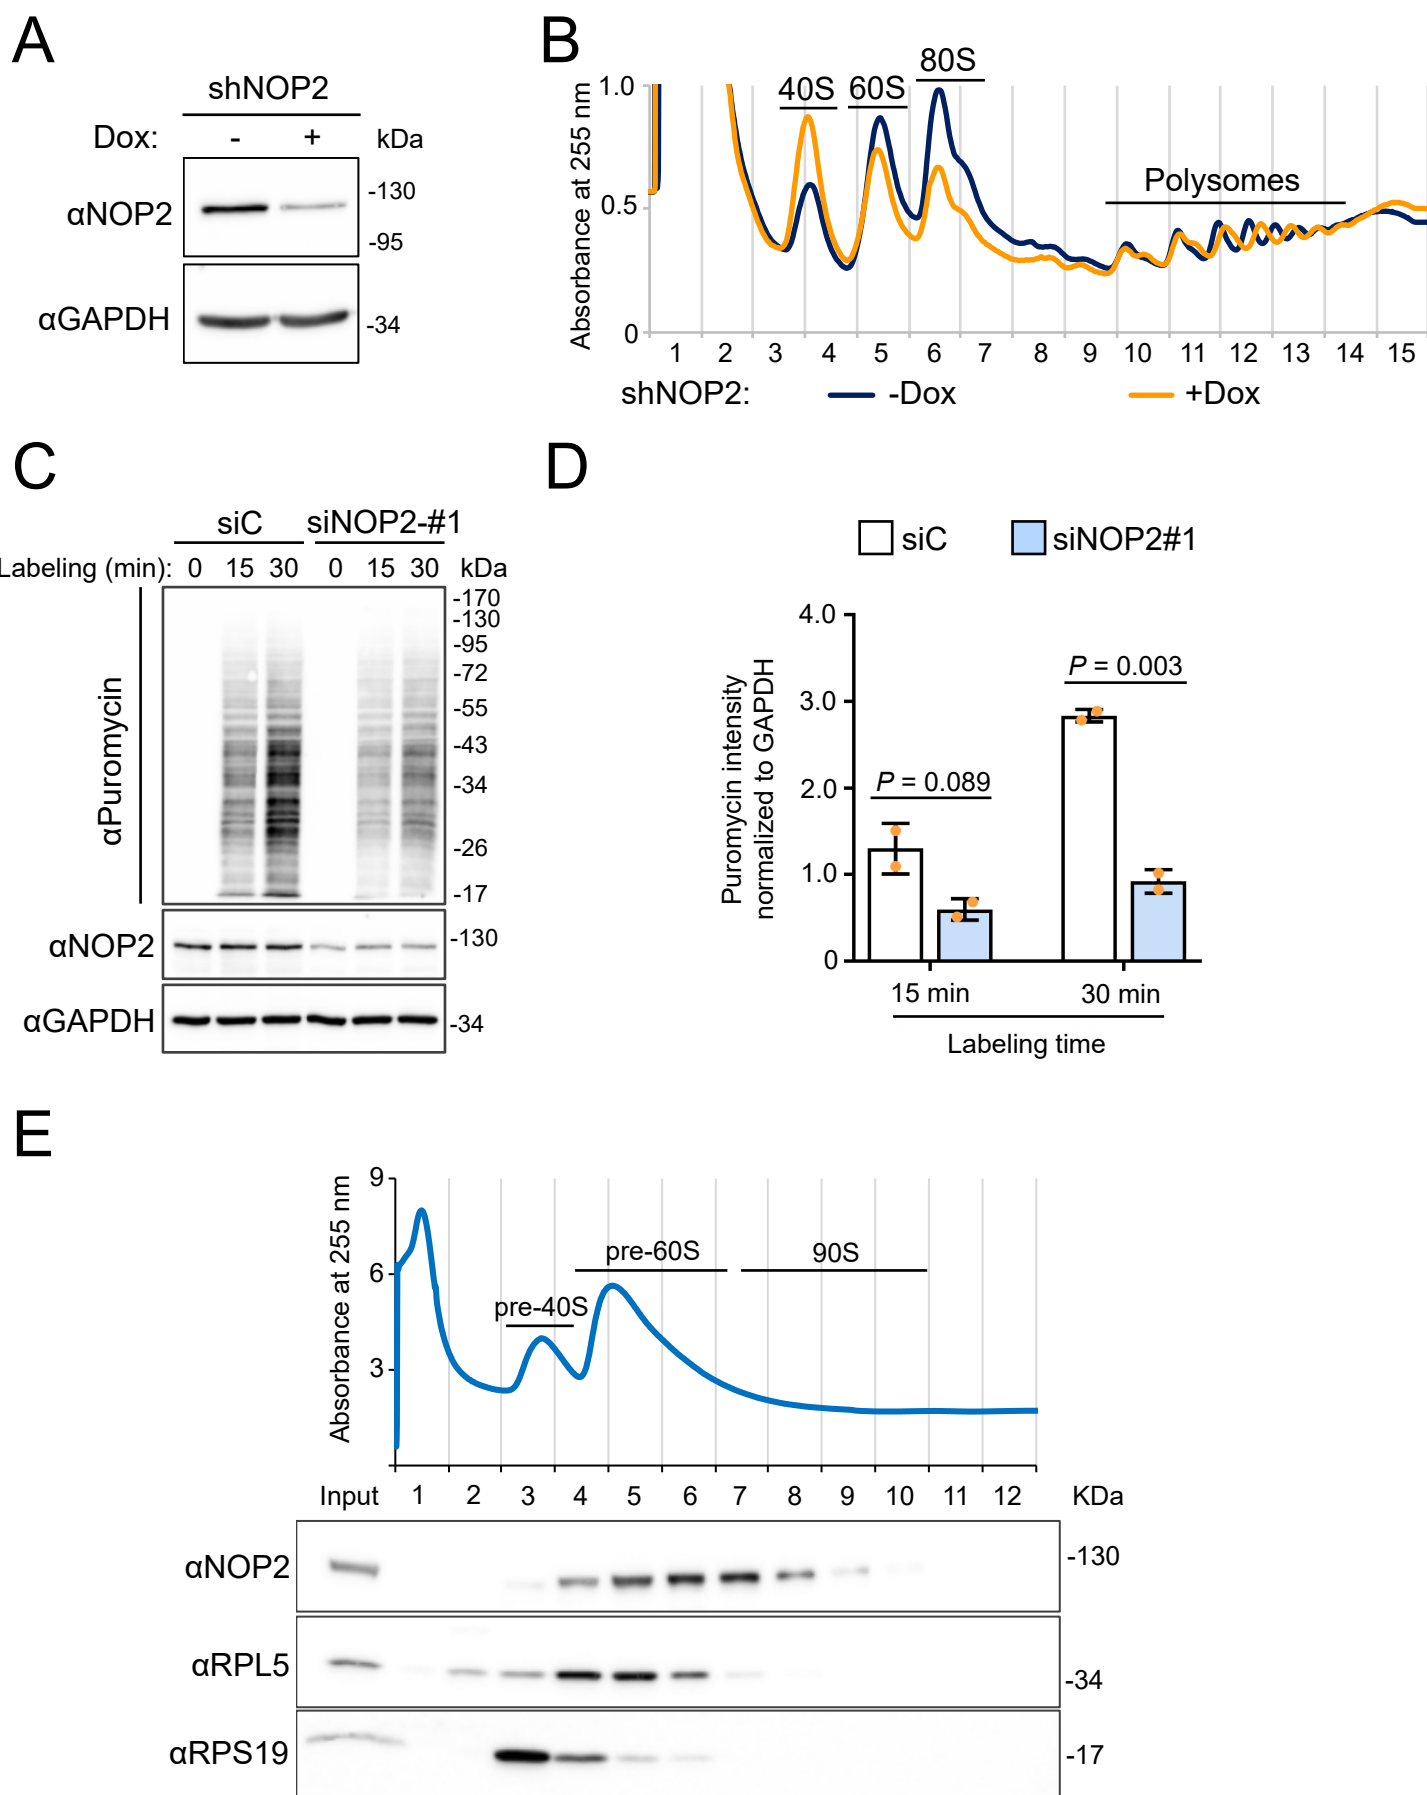 A
shNOP2
Dox: - + kDa
αNOP2
-130
-95
αGAPDH
-34
B
Absorbance at 255 nm
1.0
0.5
0
40S 60S 80S
Polysomes
1 2 3 4 5 6 7 8 9 10 11 12 13 14 15
shNOP2: -Dox +Dox
C
siC siNOP2-#1
Labeling (min): 0 15 30 0 15 30 kDa
αPuromycin
-170
-130
-95
-72
-55
-43
-34
-26
-17
αNOP2
-130
αGAPDH
-34
D
siC siNOP2#1
Puromycin intensity
normalized to GAPDH
4.0
3.0
2.0
1.0
0
P = 0.089
P = 0.003
15 min 30 min
Labeling time
E
Absorbance at 255 nm
9
6
3
pre-40S
pre-60S
90S
Input 1 2 3 4 5 6 7 8 9 10 11 12 KDa
αNOP2
-130
αRPL5
-34
αRPS19
-17